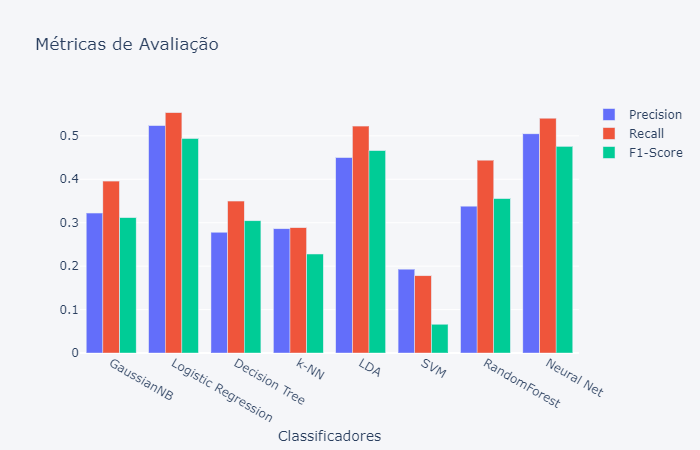 Métricas de Avaliação
Precision
Recall
F1-Score
0.5
0.4
0.3
0.2
0.1
0
GaussianNB
Logistic Regression
Decision Tree
k-NN
LDA
SVM
RandomForest
Neural Net
Classificadores